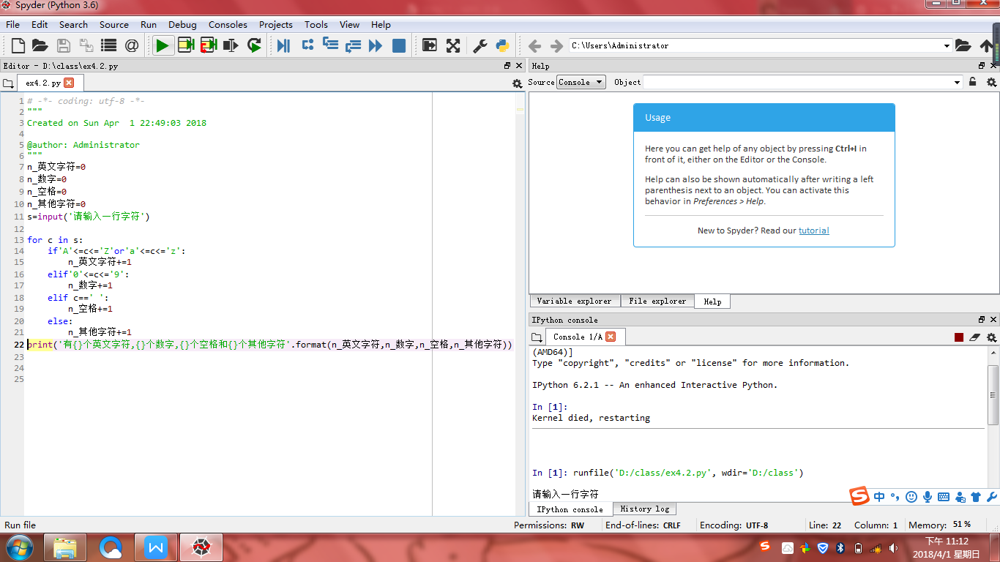 Spyder (Python 3.6)
File Edit Search Source Run Debug Consoles Projects Tools View Help
C:\Users\Administrator
Editor - D:\class\ex4.2.py
ex4.2.py
1 # -*- coding: utf-8 -*-
2 """
3 Created on Sun Apr  1 22:49:03 2018
4
5 @author: Administrator
6 """
7 n_英文字符=0
8 n_数字=0
9 n_空格=0
10 n_其他字符=0
11 s=input('请输入一行字符')
12
13 for c in s:
14     if'A'<=c<='Z'or'a'<=c<='z':
15         n_英文字符+=1
16     elif'0'<=c<='9':
17         n_数字+=1
18     elif c==' ':
19         n_空格+=1
20     else:
21         n_其他字符+=1
22 print('有{}个英文字符,{}个数字,{}个空格和{}个其他字符'.format(n_英文字符,n_数字,n_空格,n_其他字符))
23
24
25
Help
Source Console Object
Usage
Here you can get help of any object by pressing Ctrl+I in
front of it, either on the Editor or the Console.
Help can also be shown automatically after writing a left
parenthesis next to an object. You can activate this
behavior in Preferences > Help.
New to Spyder? Read our tutorial
Variable explorer File explorer Help
IPython console
Console 1/A
(AMD64)]
Type "copyright", "credits" or "license" for more information.
IPython 6.2.1 -- An enhanced Interactive Python.
In [1]:
Kernel died, restarting
In [1]: runfile('D:/class/ex4.2.py', wdir='D:/class')
请输入一行字符
中
IPython console History log
Run file Permissions: RW End-of-lines: CRLF Encoding: UTF-8 Line: 22 Column: 1 Memory: 51 %
下午 11:12
2018/4/1 星期日